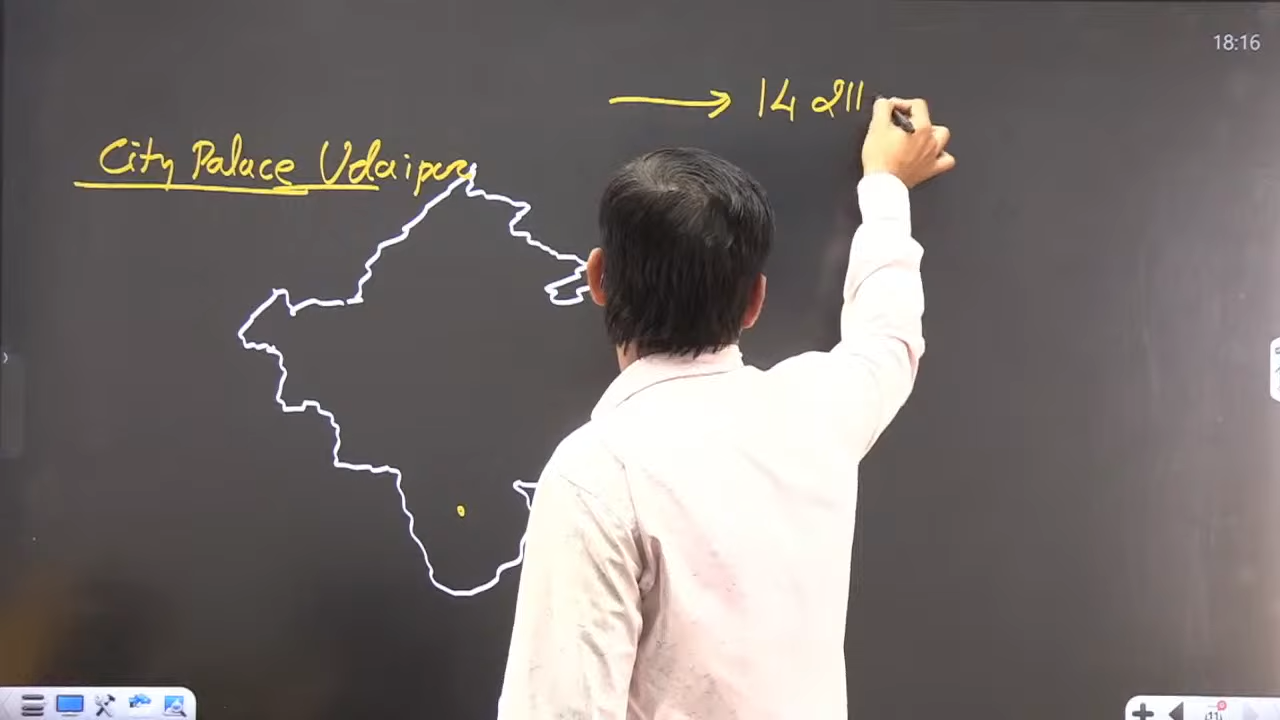 18:16
→ 14 शा
City Palace Udaipur